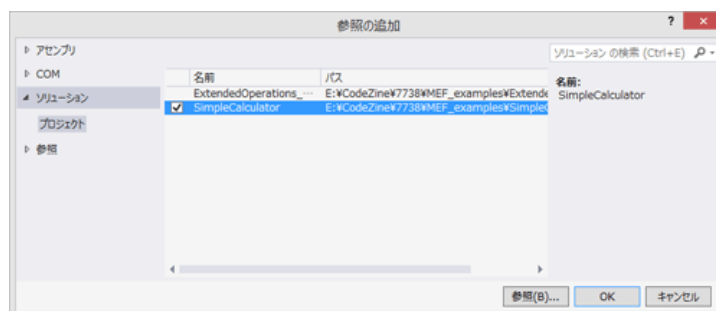 参照の追加
?
×
▷ アセンブリ
▷ COM
◢ ソリューション
プロジェクト
▷ 参照
ソリューション の検索 (Ctrl+E)
名前 パス
ExtendedOperations_… E:¥CodeZine¥7738¥MEF_examples¥Extende
SimpleCalculator E:¥CodeZine¥7738¥MEF_examples¥SimpleC
名前:
SimpleCalculator
参照(B)... OK キャンセル